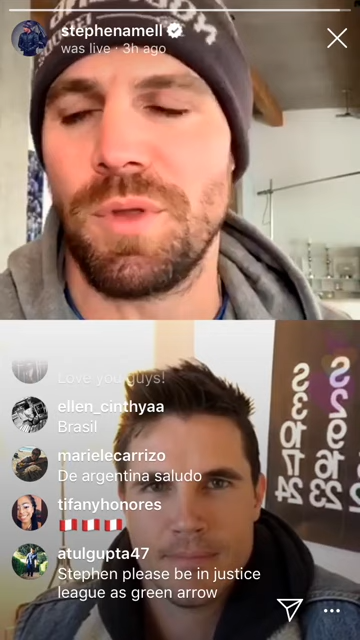 stephenamell
was live · 3h ago
Love you guys!
ellen_cinthyaa
Brasil
marielecarrizo
De argentina saludo
tifanyhonores
🇵🇪🇵🇪🇵🇪
atulgupta47
Stephen please be in justice
league as green arrow